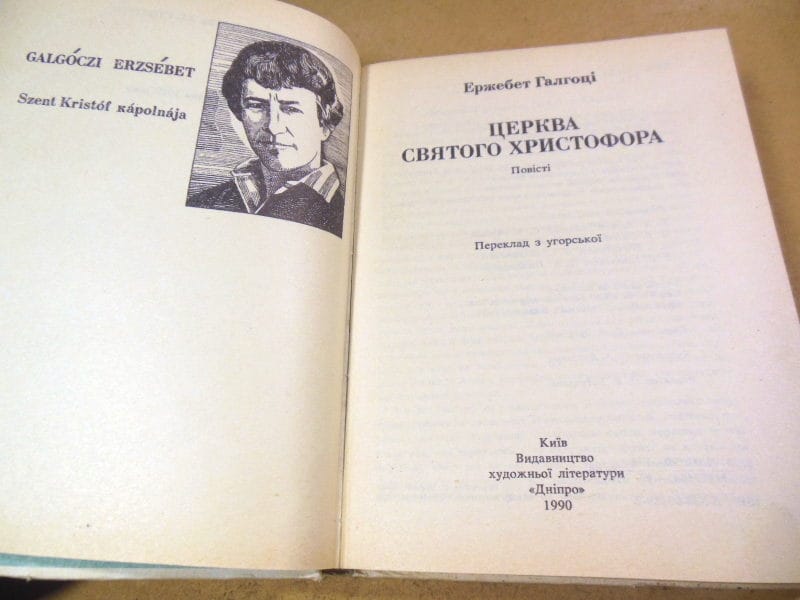 GALGÓCZI ERZSÉBET
Szent Kristóf kápolnája
Ержебет Галгоці
ЦЕРКВА
СВЯТОГО ХРИСТОФОРА
Повісті
Переклад з угорської
Київ
Видавництво
художньої літератури
«Дніпро»
1990